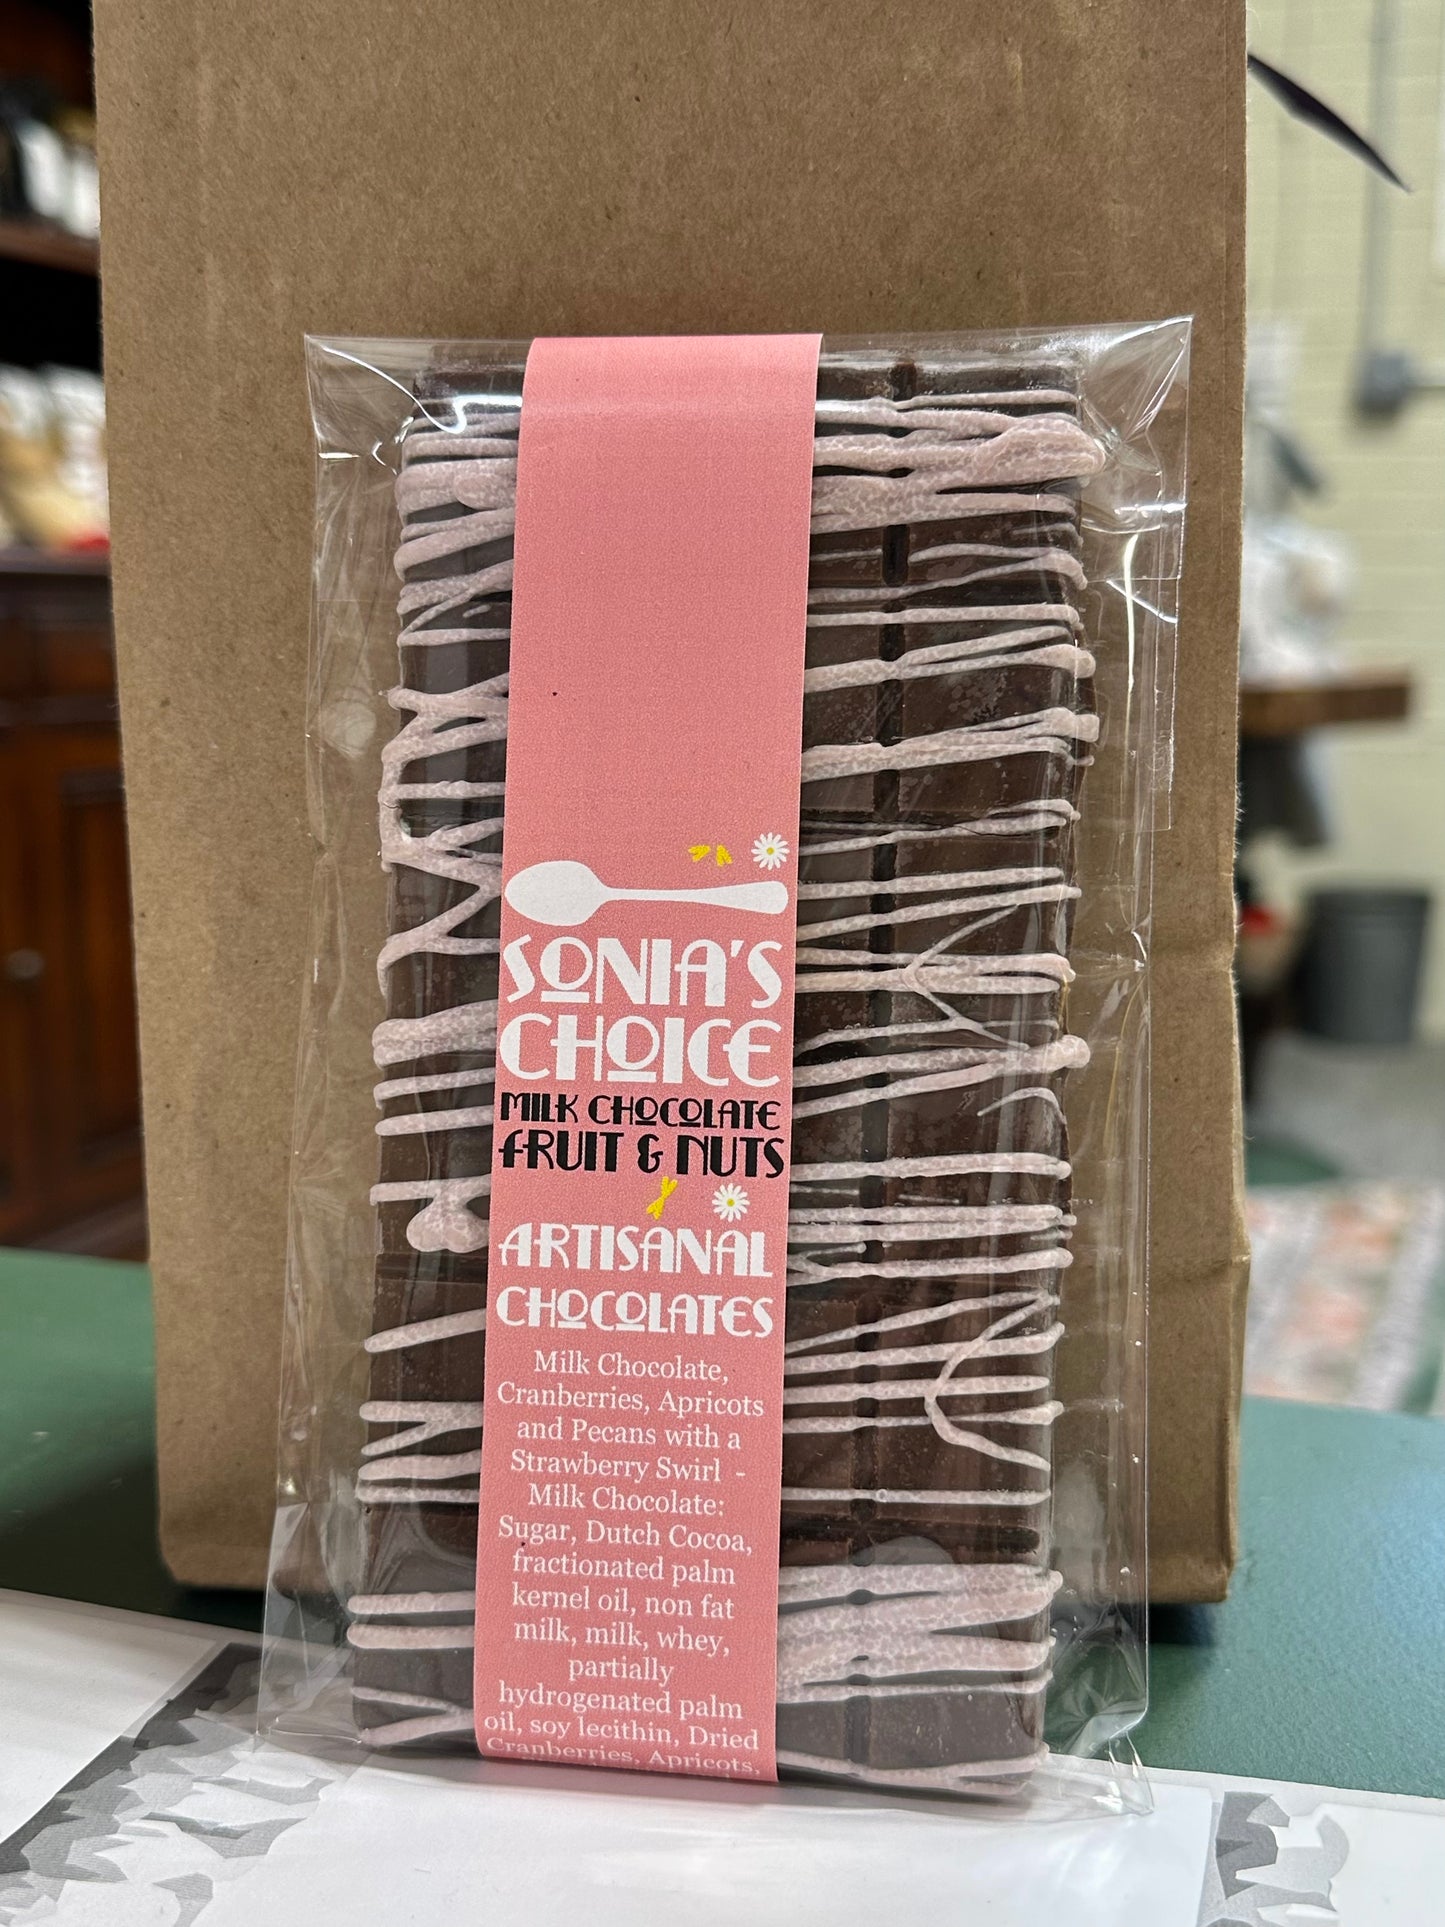 SONIA'S
CHOICE
MILK CHOCOLATE
FRUIT & NUTS
ARTISANAL
CHOCOLATES
Milk Chocolate,
Cranberries, Apricots
and Pecans with a
Strawberry Swirl -
Milk Chocolate:
Sugar, Dutch Cocoa,
fractionated palm
kernel oil, non fat
milk, milk, whey,
partially
hydrogenated palm
oil, soy lecithin, Dried
Cranberries, Apricots,